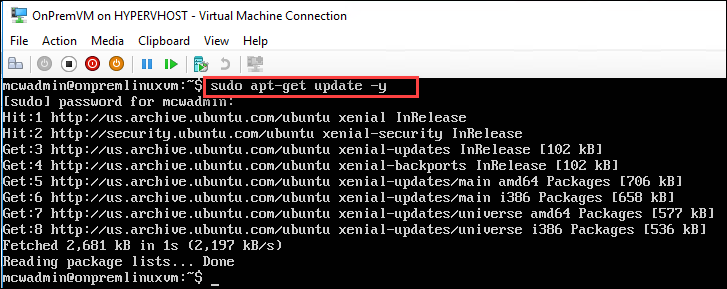 OnPremVM on HYPERVHOST - Virtual Machine Connection
File Action Media Clipboard View Help
mcwadmin@onpremlinuxvm:~$ sudo apt-get update -y
[sudo] password for mcwadmin:
Hit:1 http://us.archive.ubuntu.com/ubuntu xenial InRelease
Hit:2 http://security.ubuntu.com/ubuntu xenial-security InRelease
Get:3 http://us.archive.ubuntu.com/ubuntu xenial-updates InRelease [102 kB]
Get:4 http://us.archive.ubuntu.com/ubuntu xenial-backports InRelease [102 kB]
Get:5 http://us.archive.ubuntu.com/ubuntu xenial-updates/main amd64 Packages [706 kB]
Get:6 http://us.archive.ubuntu.com/ubuntu xenial-updates/main i386 Packages [658 kB]
Get:7 http://us.archive.ubuntu.com/ubuntu xenial-updates/universe amd64 Packages [577 kB]
Get:8 http://us.archive.ubuntu.com/ubuntu xenial-updates/universe i386 Packages [536 kB]
Fetched 2,681 kB in 1s (2,197 kB/s)
Reading package lists... Done
mcwadmin@onpremlinuxvm:~$ _